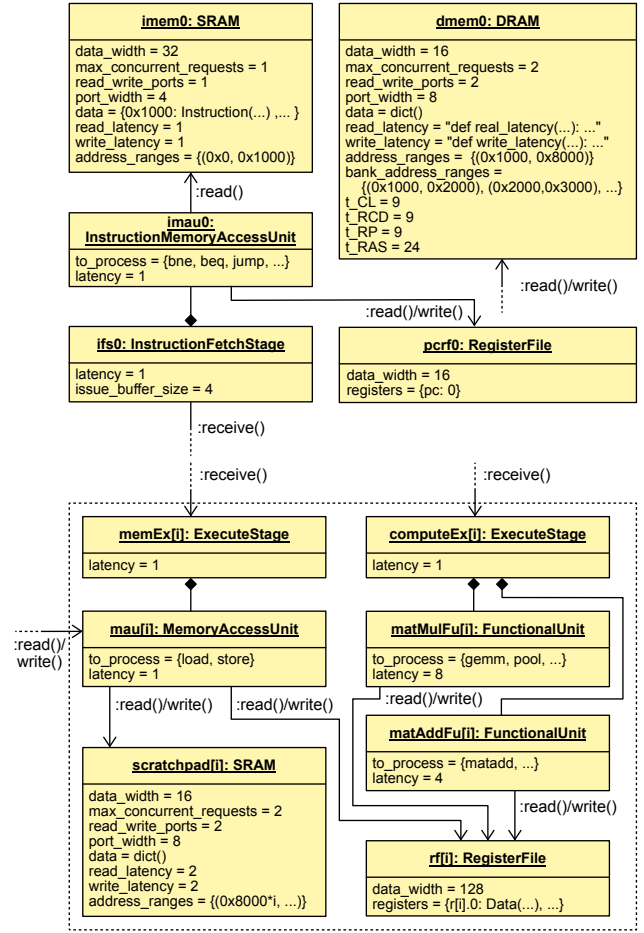 imem0: SRAM
data_width = 32
max_concurrent_requests = 1
read_write_ports = 1
port_width = 4
data = {0x1000: Instruction(...) ,... }
read_latency = 1
write_latency = 1
address_ranges = {(0x0, 0x1000)}
dmem0: DRAM
data_width = 16
max_concurrent_requests = 2
read_write_ports = 2
port_width = 8
data = dict()
read_latency = "def real_latency(...): ..."
write_latency = "def write_latency(...): ..."
address_ranges =  {(0x1000, 0x8000)}
bank_address_ranges =
{(0x1000, 0x2000), (0x2000,0x3000), ...}
t_CL = 9
t_RCD = 9
t_RP = 9
t_RAS = 24
:read()
imau0:
InstructionMemoryAccessUnit
to_process = {bne, beq, jump, ...}
latency = 1
:read()/write()
:read()/write()
ifs0: InstructionFetchStage
latency = 1
issue_buffer_size = 4
pcrf0: RegisterFile
data_width = 16
registers = {pc: 0}
:receive()
:receive()
:receive()
memEx[i]: ExecuteStage
latency = 1
computeEx[i]: ExecuteStage
latency = 1
:read()/
write()
mau[i]: MemoryAccessUnit
to_process = {load, store}
latency = 1
matMulFu[i]: FunctionalUnit
to_process = {gemm, pool, ...}
latency = 8
:read()/write()
:read()/write()
:read()/write()
matAddFu[i]: FunctionalUnit
to_process = {matadd, ...}
latency = 4
:read()/write()
scratchpad[i]: SRAM
data_width = 16
max_concurrent_requests = 2
read_write_ports = 2
port_width = 8
data = dict()
read_latency = 2
write_latency = 2
address_ranges = {(0x8000*i, ...)}
rf[i]: RegisterFile
data_width = 128
registers = {r[i].0: Data(...), ...}